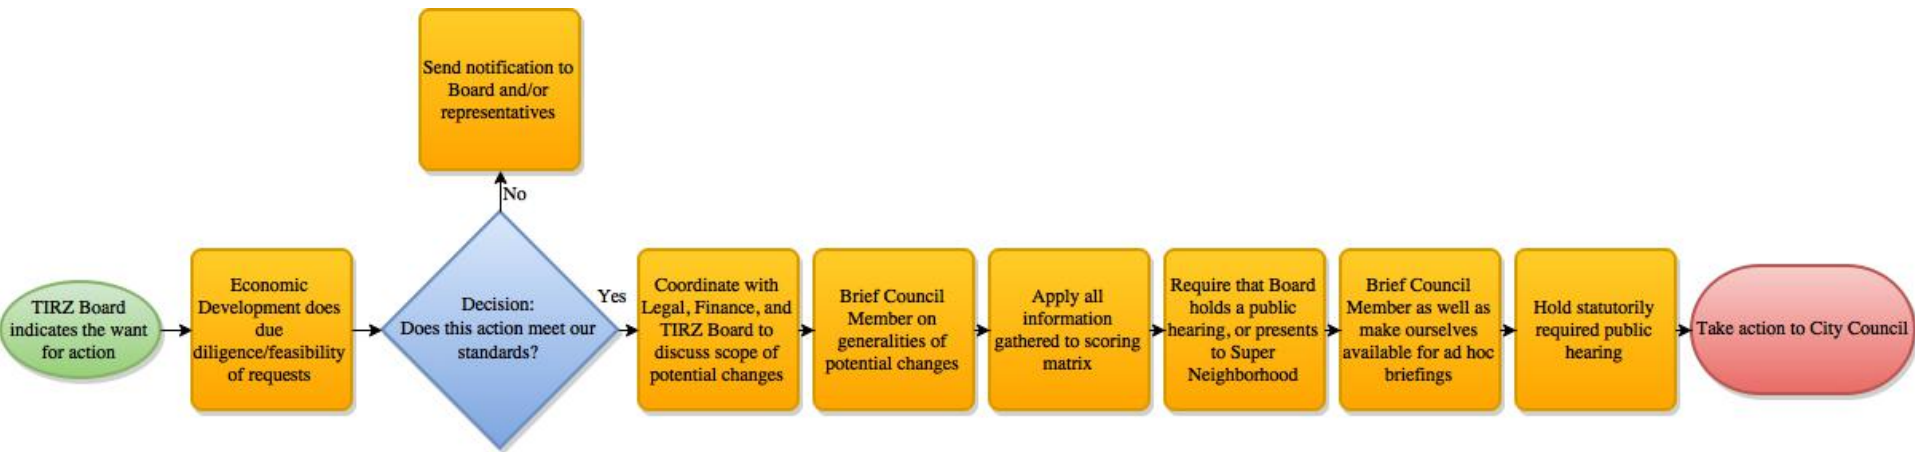 Send notification to
Board and/or
representatives
No
TIRZ Board
indicates the want
for action
Economic
Development does
due
diligence/feasibility
of requests
Decision:
Does this action meet our
standards?
Yes
Coordinate with
Legal, Finance, and
TIRZ Board to
discuss scope of
potential changes
Brief Council
Member on
generalities of
potential changes
Apply all
information
gathered to scoring
matrix
Require that Board
holds a public
hearing, or presents
to Super
Neighborhood
Brief Council
Member as well as
make ourselves
available for ad hoc
briefings
Hold statutorily
required public
hearing
Take action to City Council